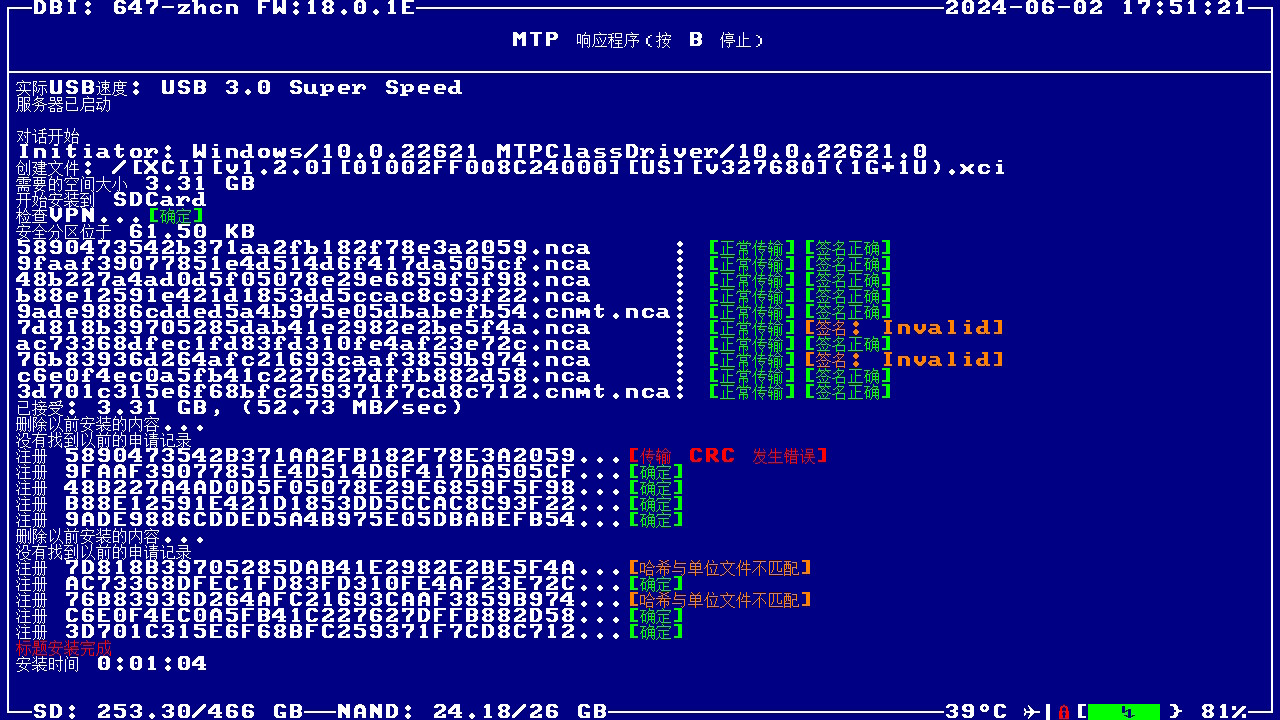 DBI: 647-zhcn FW:18.0.1E 2024-06-02 17:51:21
MTP 响应程序(按 B 停止)
实际USB速度: USB 3.0 Super Speed
服务器已启动
对话开始
Initiator: Windows/10.0.22621 MTPClassDriver/10.0.22621.0
创建文件: /[XCI][v1.2.0][01002FF008C24000][US][v327680](1G+1U).xci
需要的空间大小 3.31 GB
开始安装到 SDCard
检查VPN...[确定]
安全分区位于 61.50 KB
5890473542b371aa2fb182f78e3a2059.nca : [正常传输][签名正确]
9faaf39077851e4d514d6f417da505cf.nca : [正常传输][签名正确]
48b227a4ad0d5f05078e29e6859f5f98.nca : [正常传输][签名正确]
b88e12591e421d1853dd5ccac8c93f22.nca : [正常传输][签名正确]
9ade9886cdded5a4b975e05dbabefb54.cnmt.nca: [正常传输][签名正确]
7d818b39705285dab41e2982e2be5f4a.nca : [正常传输][签名: Invalid]
ac73368dfec1fd83fd310fe4af23e72c.nca : [正常传输][签名正确]
76b83936d264afc21693caaf3859b974.nca : [正常传输][签名: Invalid]
c6e0f4ec0a5fb41c227627dffb882d58.nca : [正常传输][签名正确]
3d701c315e6f68bfc259371f7cd8c712.cnmt.nca: [正常传输][签名正确]
已接受: 3.31 GB, (52.73 MB/sec)
删除以前安装的内容...
没有找到以前的申请记录
注册 5890473542B371AA2FB182F78E3A2059...[传输 CRC 发生错误]
注册 9FAAF39077851E4D514D6F417DA505CF...[确定]
注册 48B227A4AD0D5F05078E29E6859F5F98...[确定]
注册 B88E12591E421D1853DD5CCAC8C93F22...[确定]
注册 9ADE9886CDDED5A4B975E05DBABEFB54...[确定]
删除以前安装的内容...
没有找到以前的申请记录
注册 7D818B39705285DAB41E2982E2BE5F4A...[哈希与单位文件不匹配]
注册 AC73368DFEC1FD83FD310FE4AF23E72C...[确定]
注册 76B83936D264AFC21693CAAF3859B974...[哈希与单位文件不匹配]
注册 C6E0F4EC0A5FB41C227627DFFB882D58...[确定]
注册 3D701C315E6F68BFC259371F7CD8C712...[确定]
标题安装完成
安装时间 0:01:04
SD: 253.30/466 GB NAND: 24.18/26 GB 39°C ✈|[ } 81%